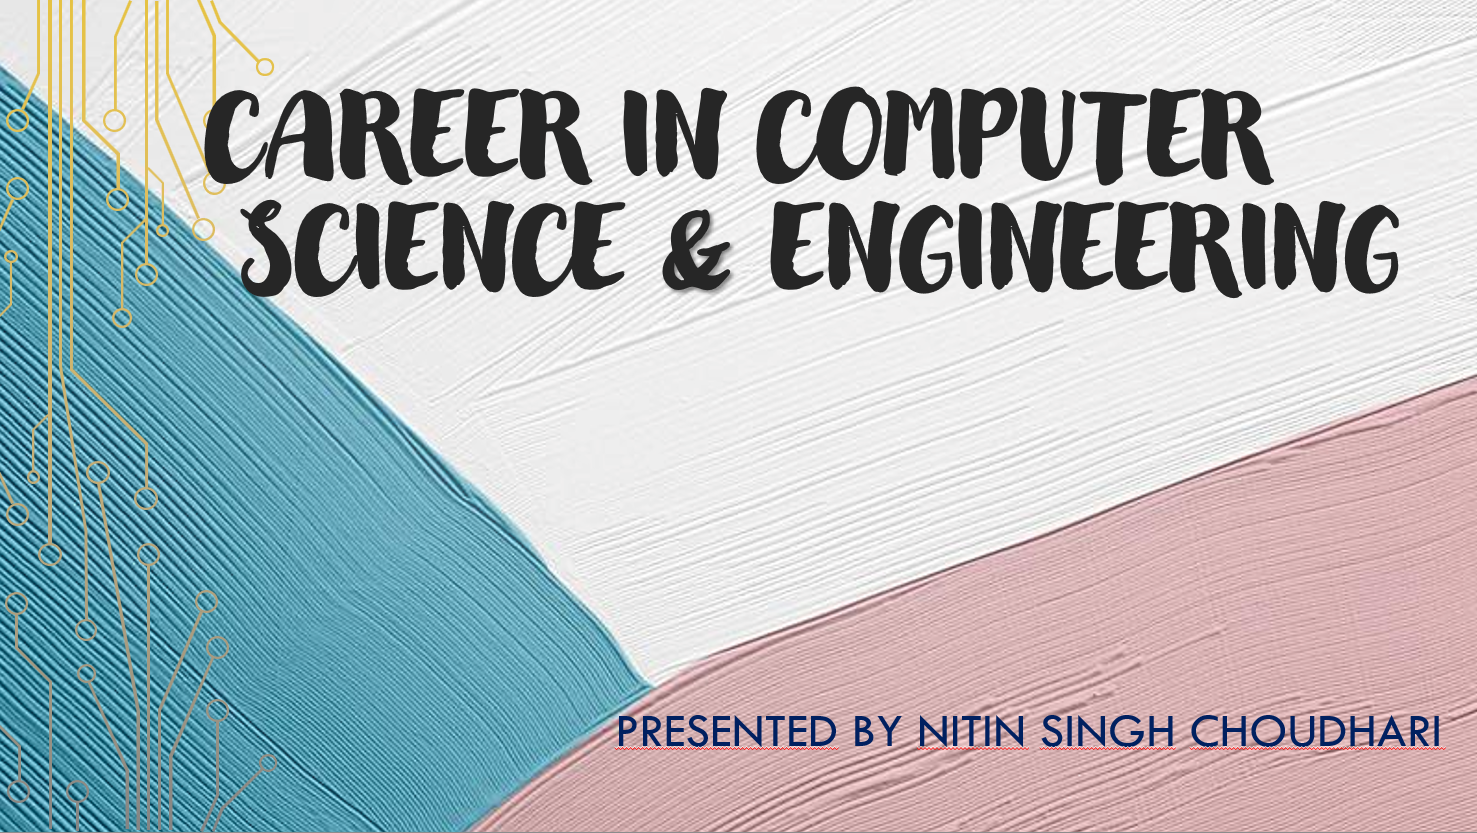 CAREER IN COMPUTER
SCIENCE & ENGINEERING
PRESENTED BY NITIN SINGH CHOUDHARI